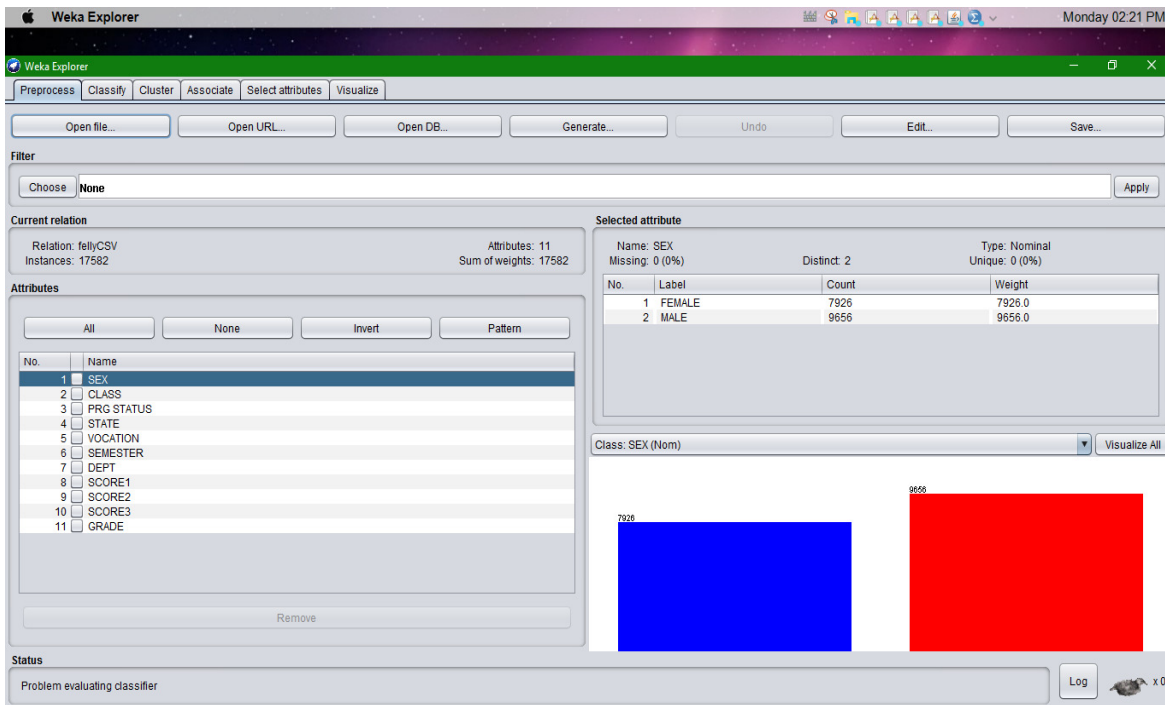 Weka Explorer Monday 02:21 PM
Weka Explorer
Preprocess Classify Cluster Associate Select attributes Visualize
Open file... Open URL... Open DB... Generate... Undo Edit... Save...
Filter
Choose None Apply
Current relation
Relation: fellyCSV Attributes: 11
Instances: 17582 Sum of weights: 17582
Attributes
All None Invert Pattern
No. Name
1 SEX
2 CLASS
3 PRG STATUS
4 STATE
5 VOCATION
6 SEMESTER
7 DEPT
8 SCORE1
9 SCORE2
10 SCORE3
11 GRADE
Remove
Selected attribute
Name: SEX Type: Nominal
Missing: 0 (0%) Distinct: 2 Unique: 0 (0%)
No. Label Count Weight
1 FEMALE 7926 7926.0
2 MALE 9656 9656.0
Class: SEX (Nom) Visualize All
7926
9656
Status
Problem evaluating classifier Log x 0